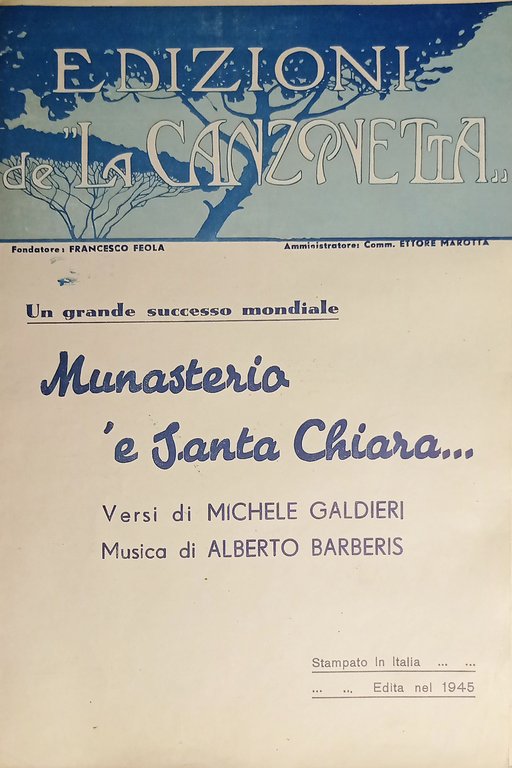 EDIZIONI
de "LA CANZONETTA„
Fondatore: FRANCESCO FEOLA
Amministratore: Comm. ETTORE MAROTTA
Un grande successo mondiale
Munasterio
'e Santa Chiara...
Versi di MICHELE GALDIERI
Musica di ALBERTO BARBERIS
Stampato In Italia ... ...
... ... Edita nel 1945